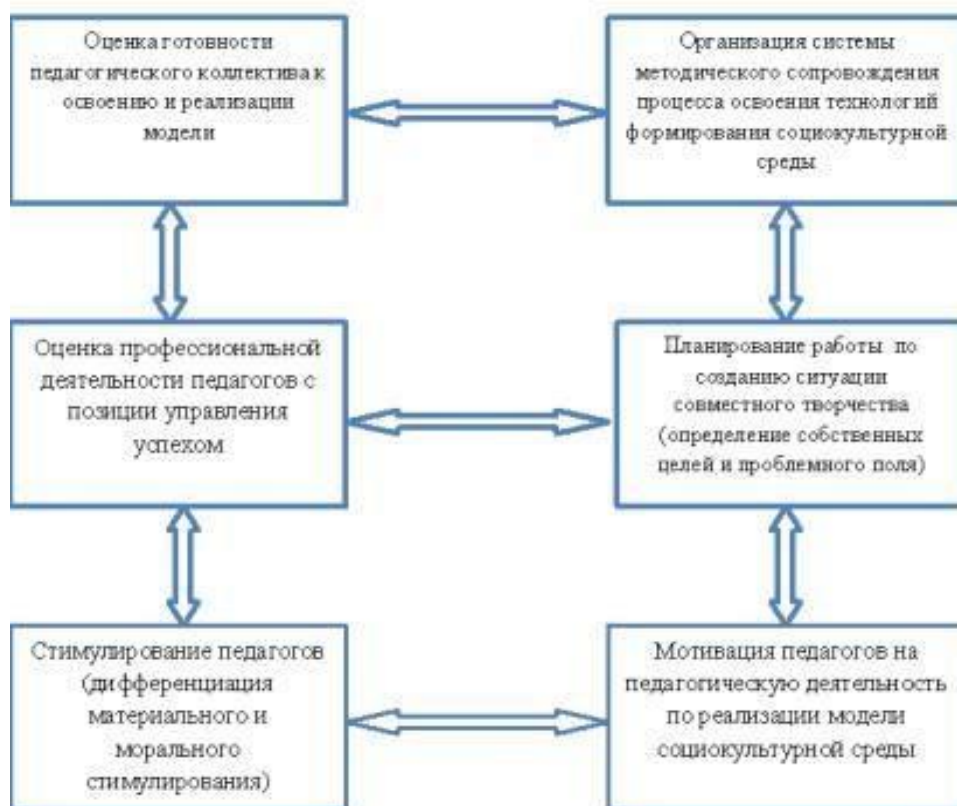 Оценка готовности
педагогического коллектива к
освоению и реализации
модели
Организация системы
методического сопровождения
процесса освоения технологий
формирования социокультурной
среды
Оценка профессиональной
деятельности педагогов с
позиции управления
успехом
Планирование работы по
созданию ситуации
совместного творчества
(определение собственных
целей и проблемного поля)
Стимулирование педагогов
(дифференциация
материального и
морального
стимулирования)
Мотивация педагогов на
педагогическую деятельность
по реализации модели
социокультурной среды